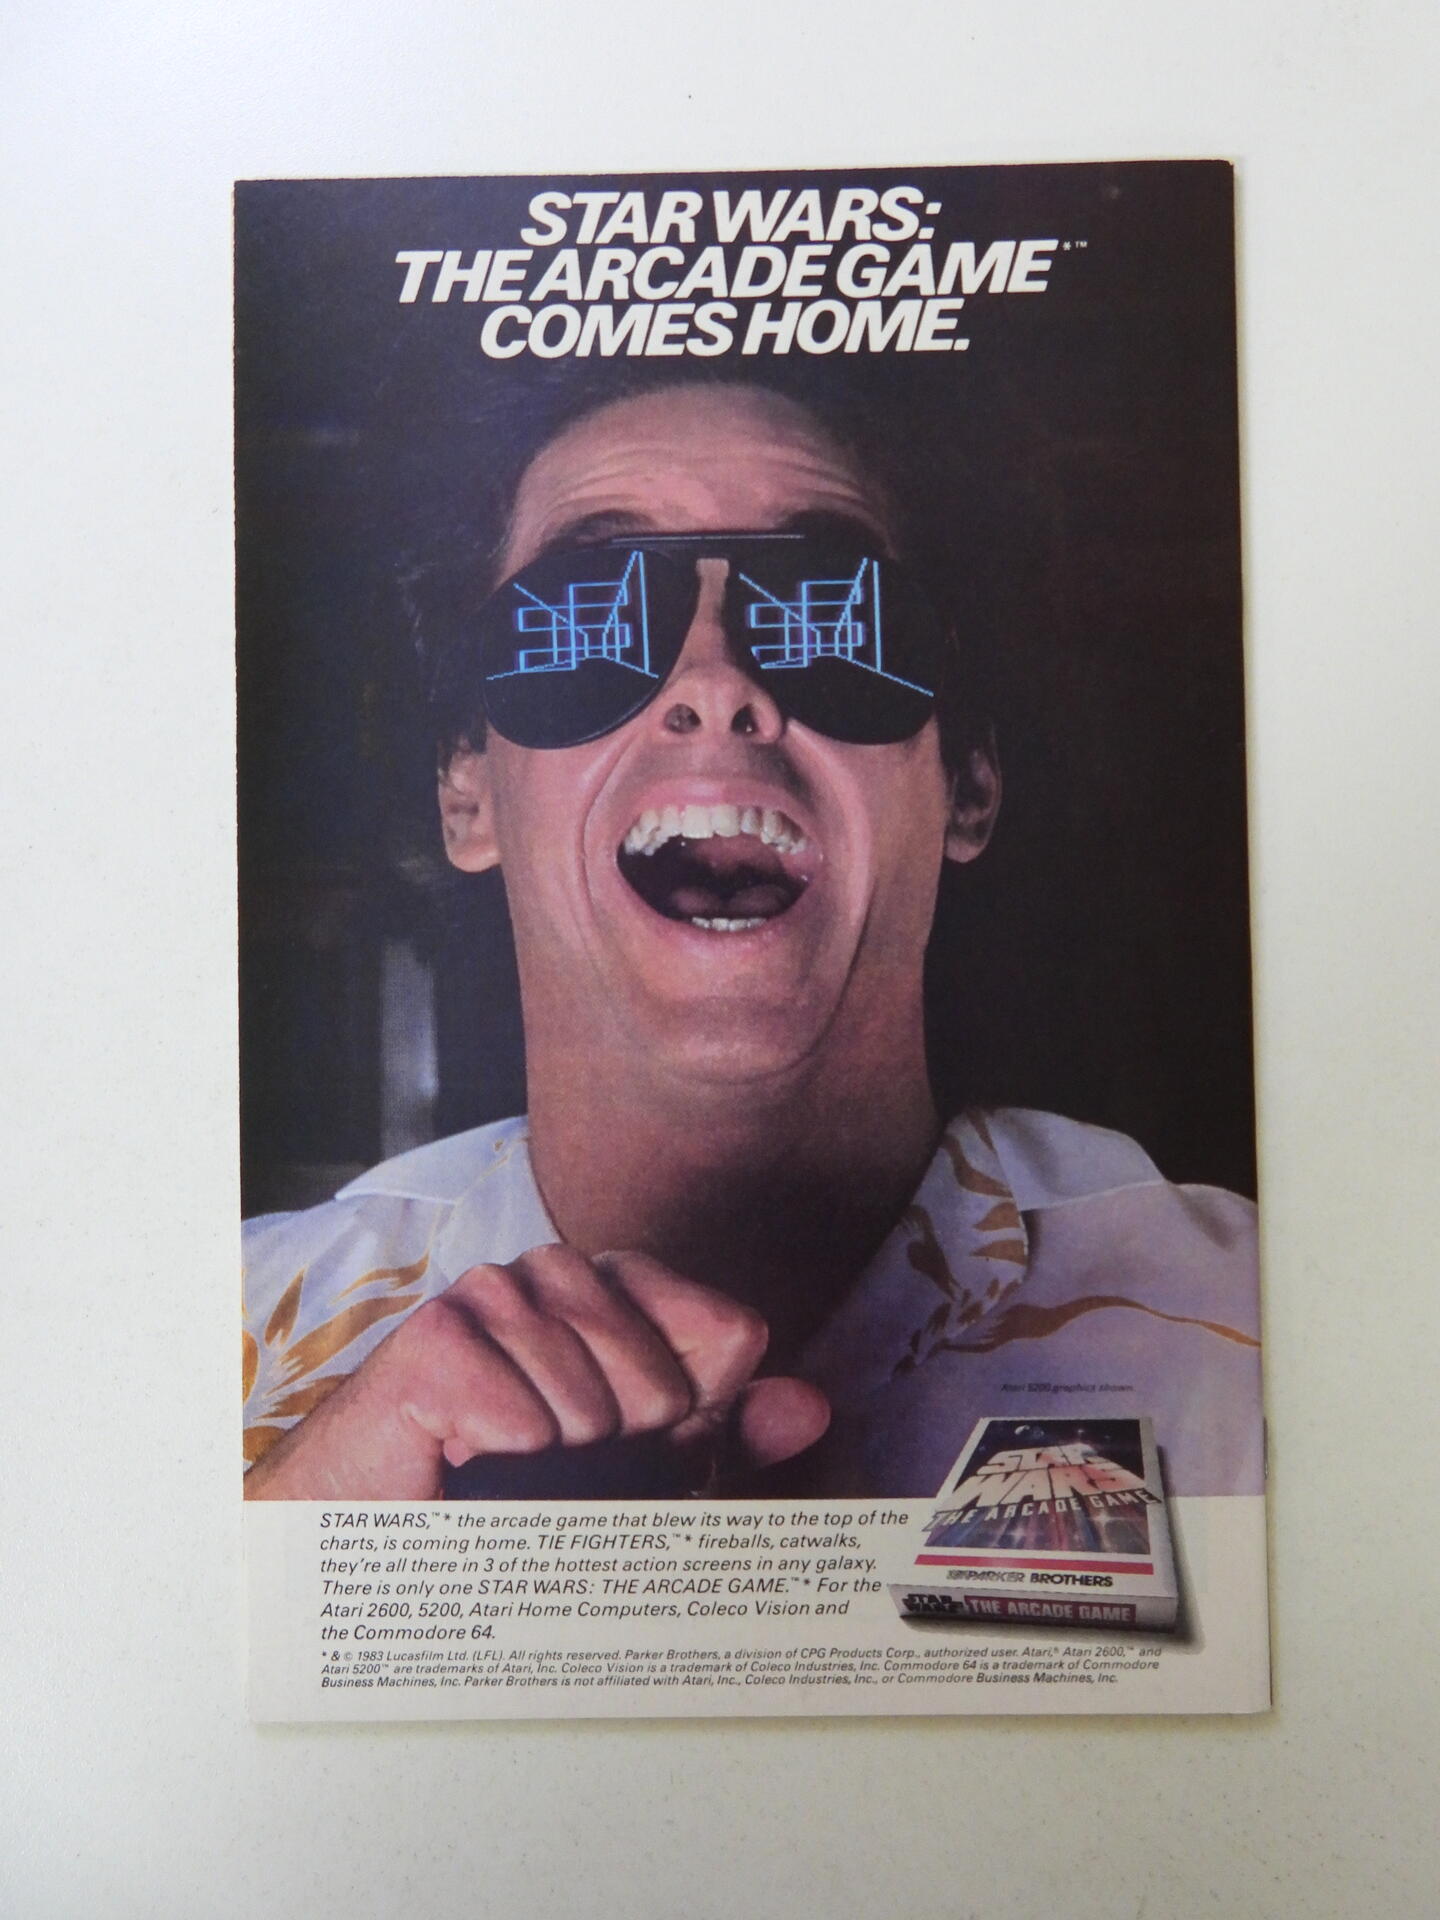 STAR WARS:
THE ARCADE GAME*™
COMES HOME.
Atari 5200 graphics shown.
STAR WARS
THE ARCADE GAME
PARKER BROTHERS
STAR WARS THE ARCADE GAME
STAR WARS,™* the arcade game that blew its way to the top of the
charts, is coming home. TIE FIGHTERS,™* fireballs, catwalks,
they're all there in 3 of the hottest action screens in any galaxy.
There is only one STAR WARS: THE ARCADE GAME.™* For the
Atari 2600, 5200, Atari Home Computers, Coleco Vision and
the Commodore 64.
* & © 1983 Lucasfilm Ltd. (LFL). All rights reserved. Parker Brothers, a division of CPG Products Corp., authorized user. Atari,® Atari 2600,™ and
Atari 5200™ are trademarks of Atari, Inc. Coleco Vision is a trademark of Coleco Industries, Inc. Commodore 64 is a trademark of Commodore
Business Machines, Inc. Parker Brothers is not affiliated with Atari, Inc., Coleco Industries, Inc., or Commodore Business Machines, Inc.